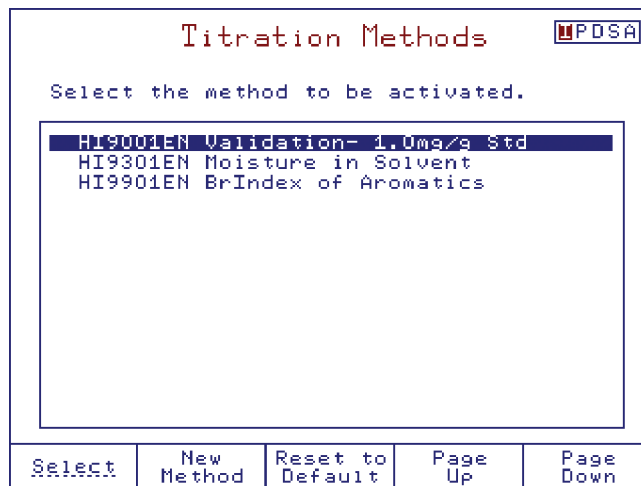 Titration Methods
UPDSA
Select the method to be activated.
HI9001EN Validation- 1.0mg/g Std
HI9301EN Moisture in Solvent
HI9901EN BrIndex of Aromatics
Select
New Method
Reset to Default
Page Up
Page Down